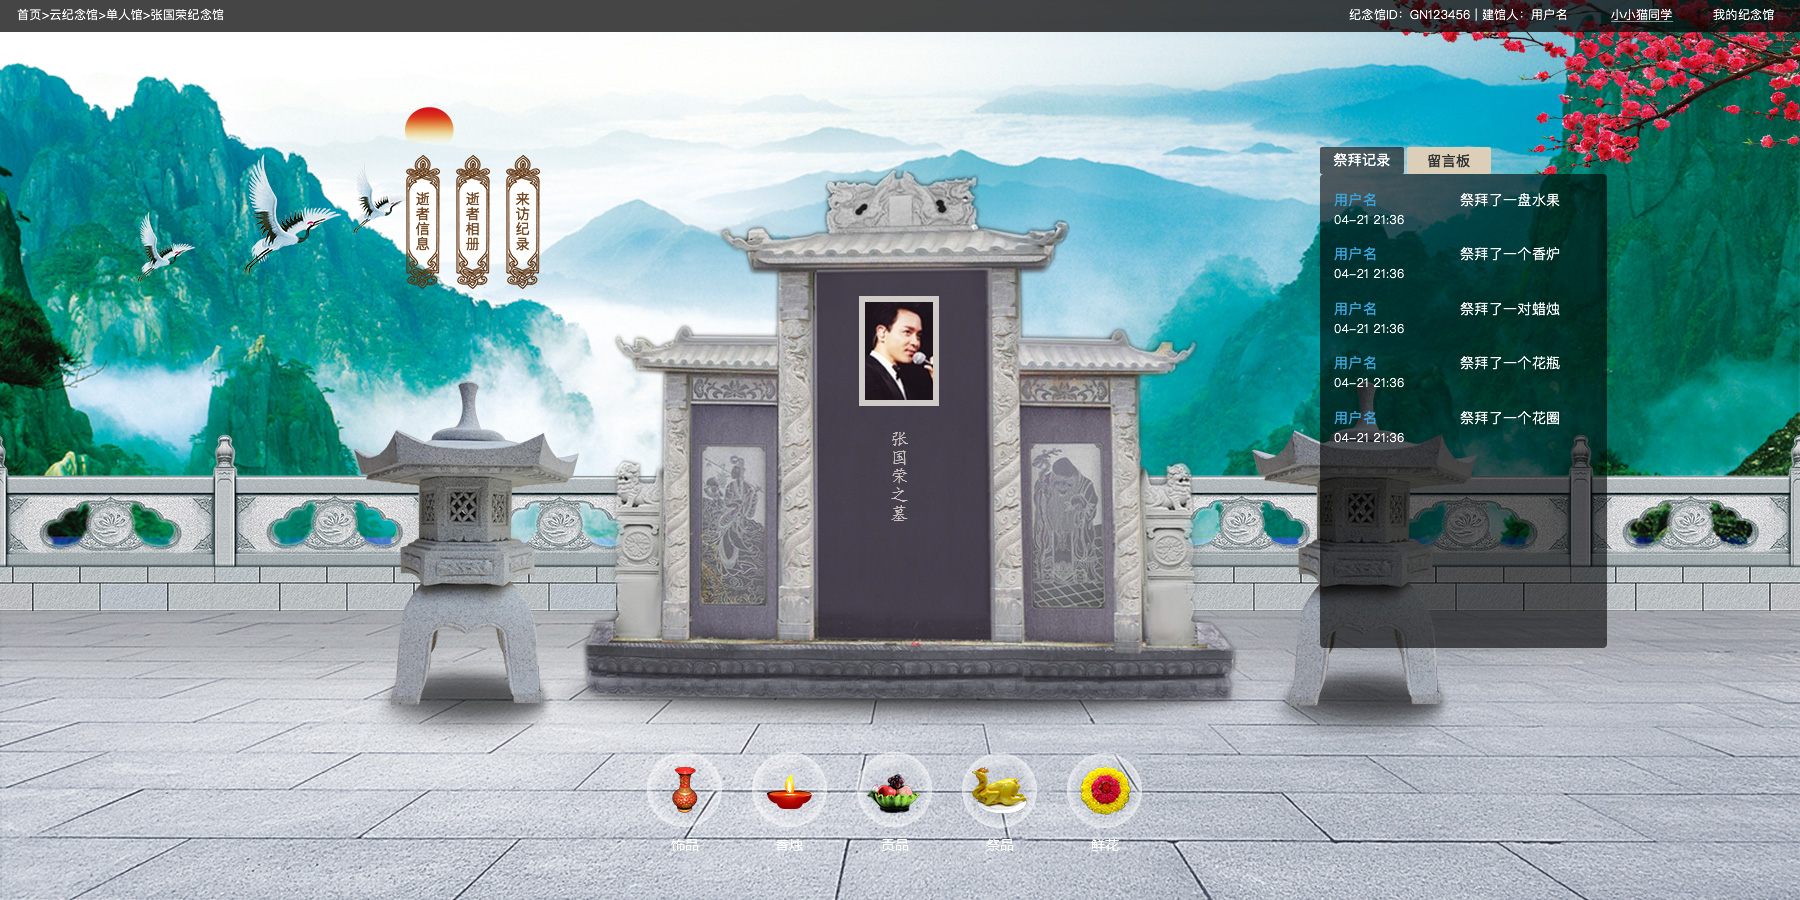 首页>云纪念馆>单人馆>张国荣纪念馆
纪念馆ID：GN123456 | 建馆人：用户名
小小猫同学
我的纪念馆
逝者信息
逝者相册
来访纪录
张国荣之墓
祭拜记录
留言板
用户名 祭拜了一盘水果
04-21 21:36
用户名 祭拜了一个香炉
04-21 21:36
用户名 祭拜了一对蜡烛
04-21 21:36
用户名 祭拜了一个花瓶
04-21 21:36
用户名 祭拜了一个花圈
04-21 21:36
饰品
香烛
贡品
祭品
鲜花